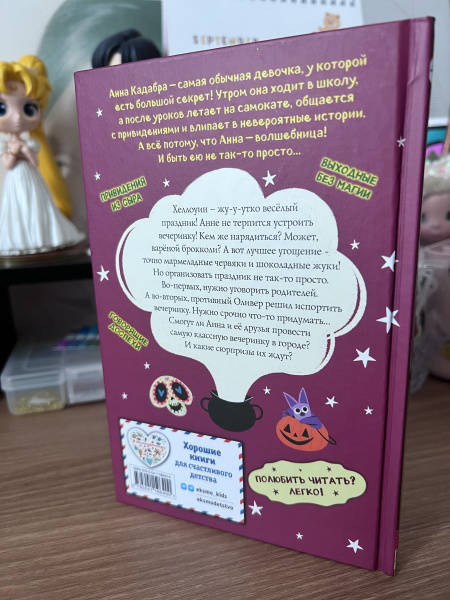 SEPTEMBER
Анна Кадабра – самая обычная девочка, у которой
есть большой секрет! Утром она ходит в школу,
а после уроков летает на самокате, общается
с привидениями и влипает в невероятные истории.
А всё потому, что Анна – волшебница!
И быть ею не так-то просто...
ПРИВИДЕНИЯ
ИЗ СЫРА
ВЫХОДНЫЕ
БЕЗ МАГИИ
Хеллоуин – жу-у-утко весёлый
праздник! Анне не терпится устроить
вечеринку! Кем же нарядиться? Может,
варёной брокколи? А вот лучшее угощение -
точно мармеладные червяки и шоколадные жуки!
Но организовать праздник не так-то просто.
Во-первых, нужно уговорить родителей.
А во-вторых, противный Оливер решил испортить
вечеринку. Нужно срочно что-то придумать...
Смогут ли Анна и её друзья провести
самую классную вечеринку в городе?
И какие сюрпризы их ждут?
ГОВОРЯЩИЕ
ДОСПЕХИ
Хорошие
книги
для счастливого
детства
eksmo_kids
eksmodetstvo
ПОЛЮБИТЬ ЧИТАТЬ?
ЛЕГКО!